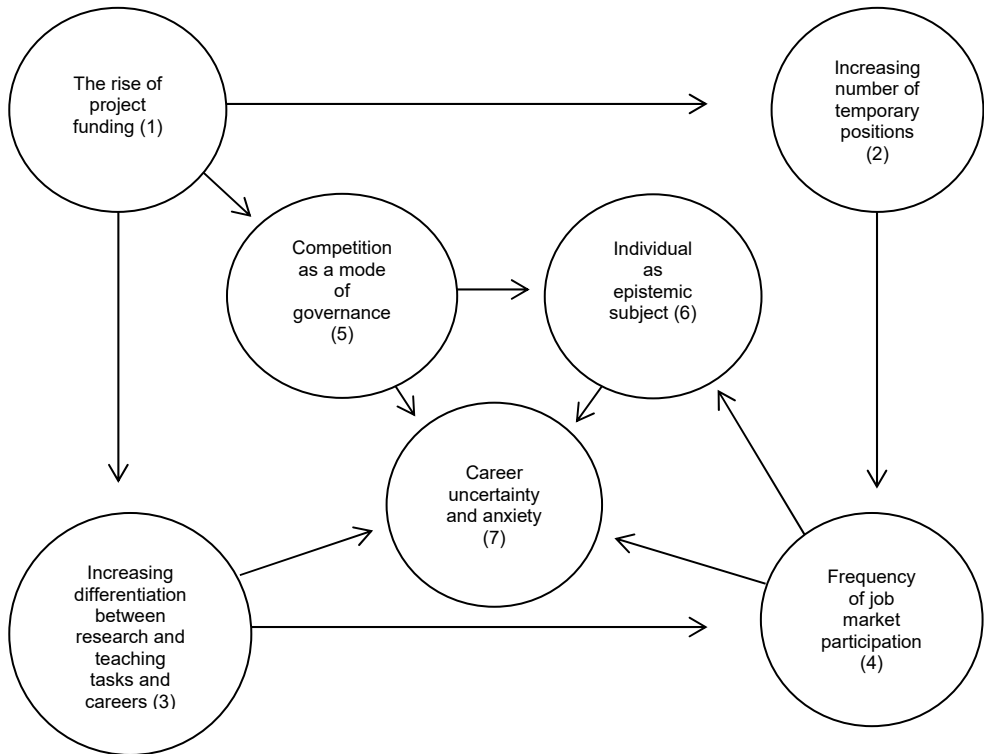 The rise of
project
funding (1)
Increasing
number of
temporary
positions
(2)
Competition
as a mode
of
governance
(5)
Individual
as
epistemic
subject (6)
Career
uncertainty
and anxiety
(7)
Increasing
differentiation
between
research and
teaching
tasks and
careers (3)
Frequency
of job
market
participation
(4)